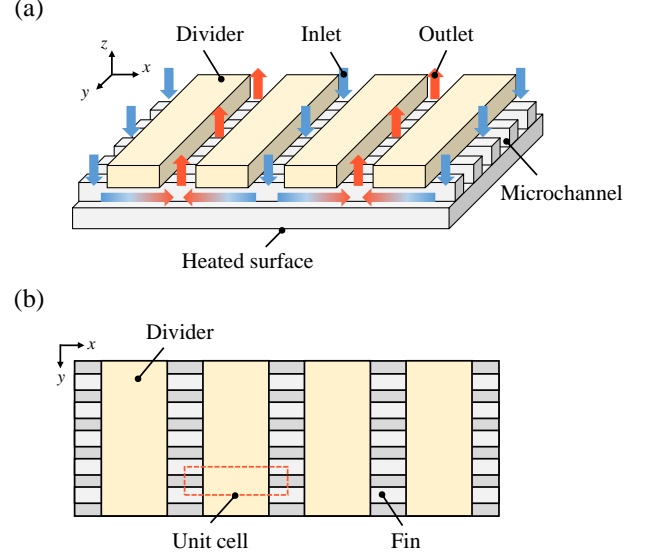 (a)
Divider
Inlet
Outlet
z
x
y
Microchannel
Heated surface
(b)
x
Divider
y
Unit cell
Fin